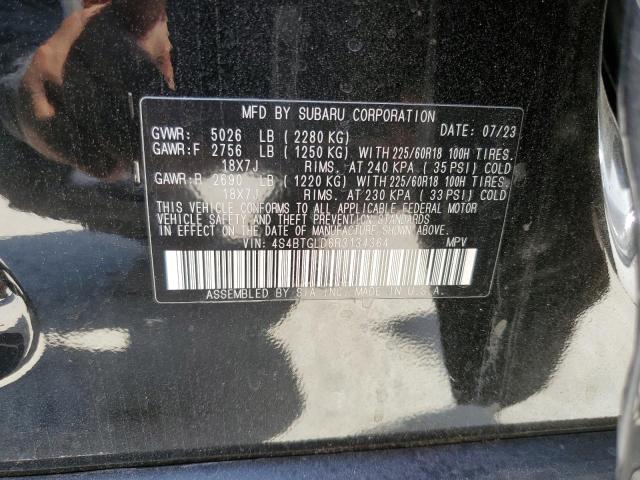 MFD BY SUBARU CORPORATION
GVWR: 5026 LB (2280 KG) DATE: 07/23
GAWR:F 2756 LB (1250 KG) WITH 225/60R18 100H TIRES.
18X7J RIMS. AT 240 KPA (35 PSI) COLD
GAWR:R 2690 LB (1220 KG) WITH 225/60R18 100H TIRES.
18X7J RIMS. AT 230 KPA (33 PSI) COLD
THIS VEHICLE CONFORMS TO ALL APPLICABLE FEDERAL MOTOR
VEHICLE SAFETY AND THEFT PREVENTION STANDARDS
IN EFFECT ON THE DATE OF MANUFACTURE SHOWN ABOVE.
VIN: 4S4BTGLD6R3134364 MPV
ASSEMBLED BY SIA INC. IN U.S.A.